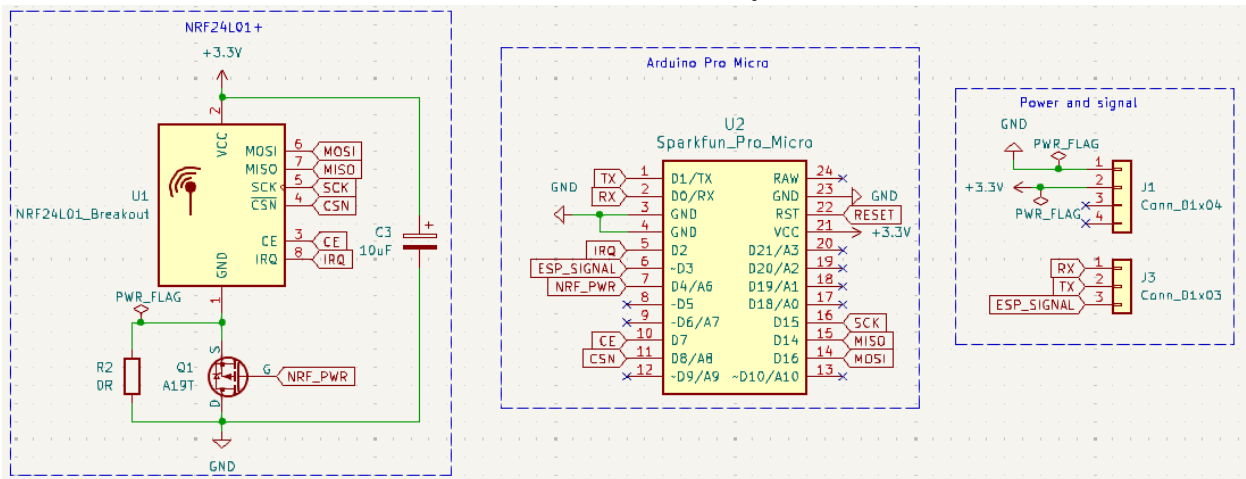 NRF24L01+
+3.3V
2
VCC
U1
NRF24L01_Breakout
MOSI 6 MOSI
MISO 7 MISO
SCK 5 SCK
CSN 4 CSN
CE 3 CE
IRQ 8 IRQ
GND
1
C3
10uF
+
PWR_FLAG
R2
0R
Q1
A19T
S
G
D
NRF_PWR
GND
Arduino Pro Micro
U2
Sparkfun_Pro_Micro
TX 1 D1/TX RAW 24
RX 2 D0/RX GND 23 GND
GND 3 GND RST 22 RESET
4 GND VCC 21 +3.3V
IRQ 5 D2 D21/A3 20
ESP_SIGNAL 6 ~D3 D20/A2 19
NRF_PWR 7 D4/A6 D19/A1 18
8 ~D5 D18/A0 17
9 ~D6/A7 D15 16 SCK
CE 10 D7 D14 15 MISO
CSN 11 D8/A8 D16 14 MOSI
12 ~D9/A9 ~D10/A10 13
Power and signal
GND
PWR_FLAG
1
+3.3V 2
PWR_FLAG
3
4
J1
Conn_01x04
RX 1
TX 2
ESP_SIGNAL 3
J3
Conn_01x03